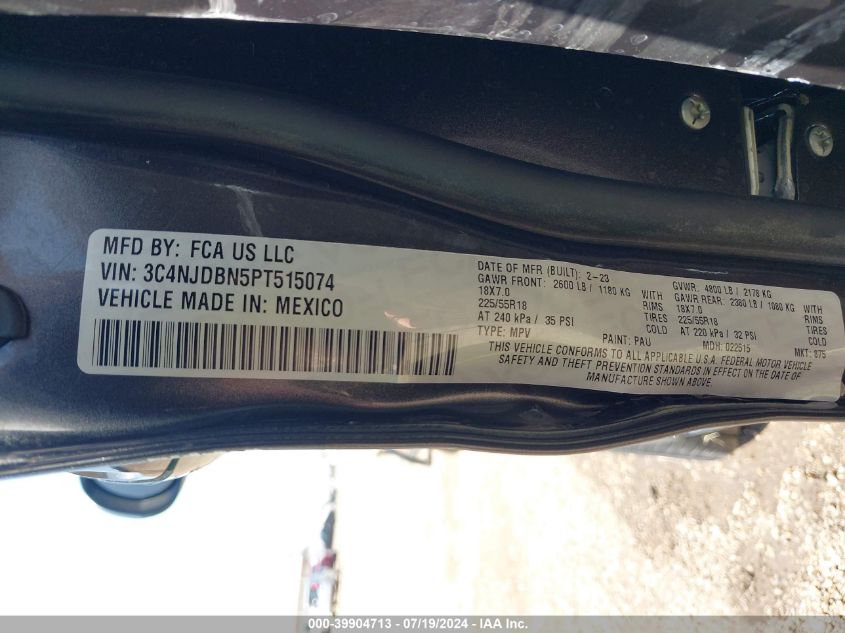 MFD BY: FCA US LLC
VIN: 3C4NJDBN5PT515074
VEHICLE MADE IN: MEXICO
DATE OF MFR (BUILT): 2-23 GVWR: 4800 LB / 2178 KG
GAWR FRONT: 2600 LB / 1180 KG WITH GAWR REAR: 2380 LB / 1080 KG WITH
18X7.0 RIMS 18X7.0 RIMS
225/55R18 TIRES 225/55R18 TIRES
AT 240 kPa / 35 PSI COLD AT 220 kPa / 32 PSI COLD
TYPE: MPV PAINT: PAU MDH: 022515 MKT: 875
THIS VEHICLE CONFORMS TO ALL APPLICABLE U.S.A. FEDERAL MOTOR VEHICLE
SAFETY AND THEFT PREVENTION STANDARDS IN EFFECT ON THE DATE OF
MANUFACTURE SHOWN ABOVE.
000-39904713 - 07/19/2024 - IAA Inc.